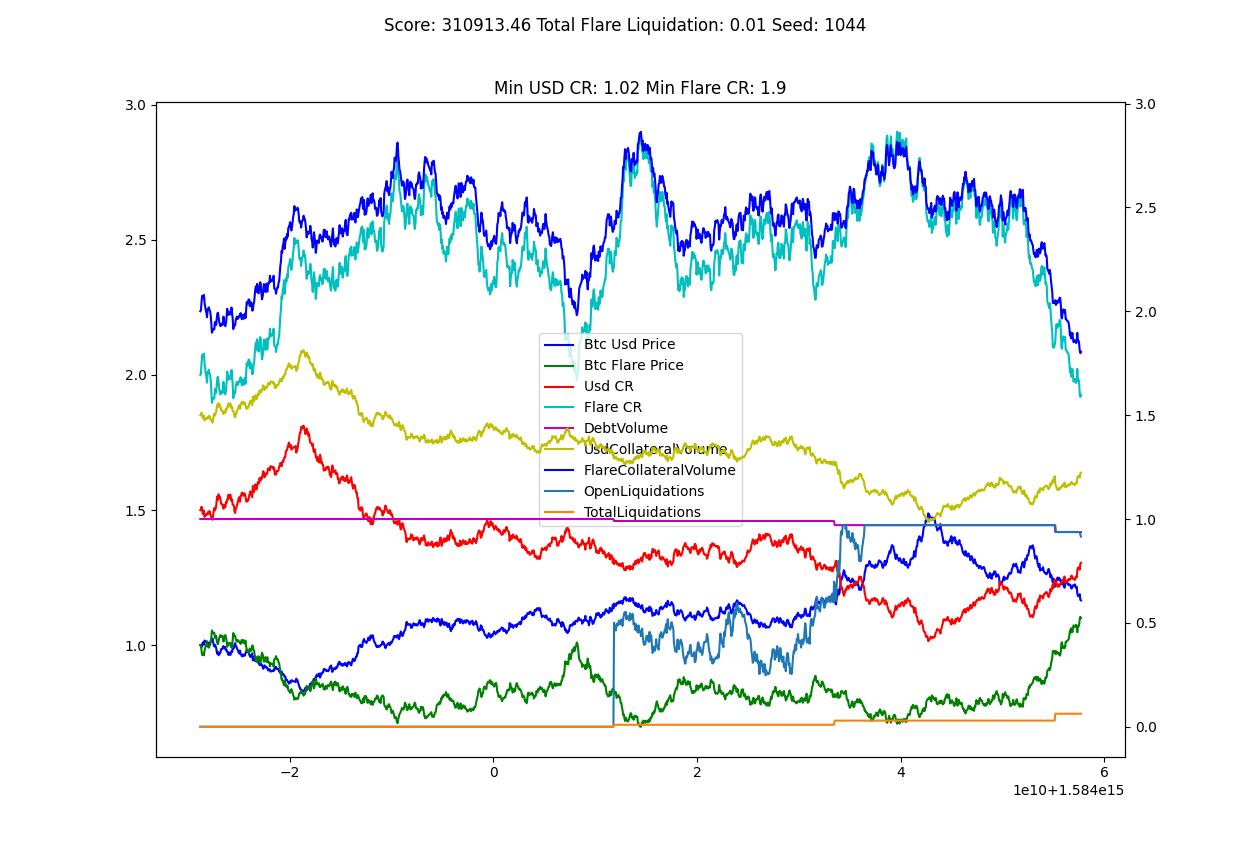 Score: 310913.46 Total Flare Liquidation: 0.01 Seed: 1044
Min USD CR: 1.02 Min Flare CR: 1.9
3.0
2.5
2.0
1.5
1.0
3.0
2.5
2.0
1.5
1.0
0.5
0.0
Btc Usd Price
Btc Flare Price
Usd CR
Flare CR
DebtVolume
UsdCollateralVolume
FlareCollateralVolume
OpenLiquidations
TotalLiquidations
−2 0 2 4 6
1e10+1.584e15